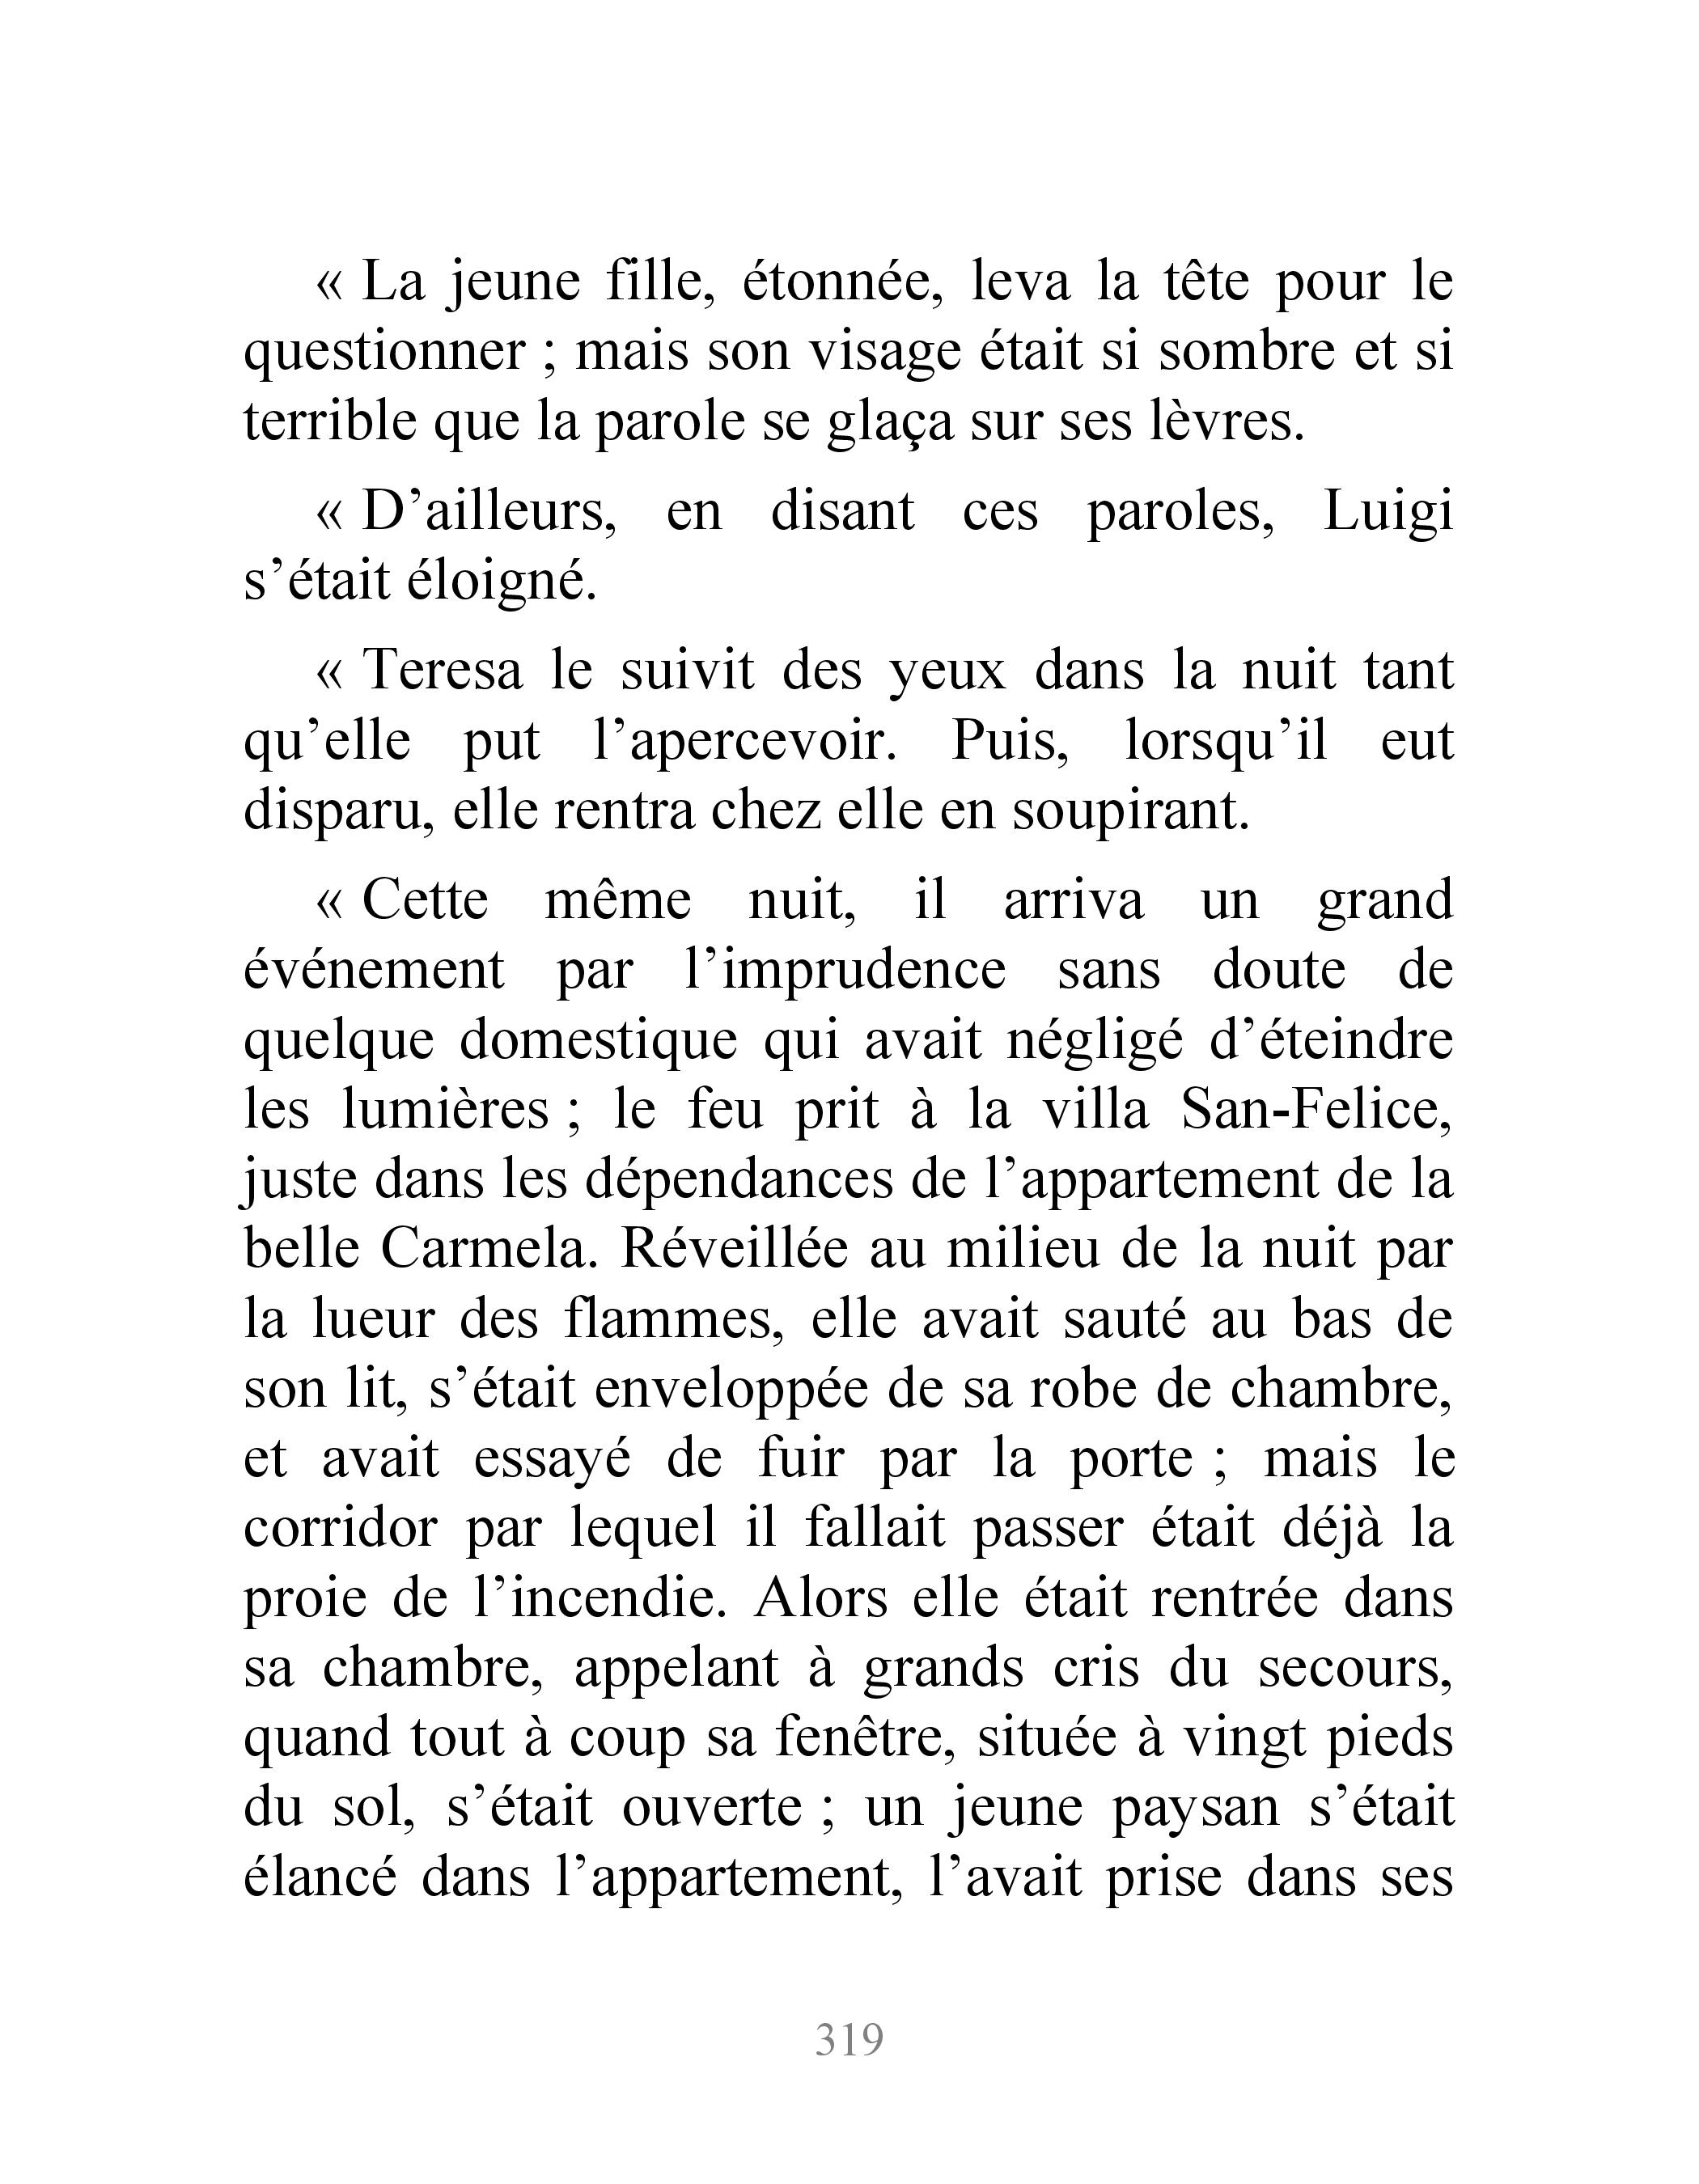 « La jeune fille, étonnée, leva la tête pour le
questionner ; mais son visage était si sombre et si
terrible que la parole se glaça sur ses lèvres.
« D’ailleurs, en disant ces paroles, Luigi
s’était éloigné.
« Teresa le suivit des yeux dans la nuit tant
qu’elle put l’apercevoir. Puis, lorsqu’il eut
disparu, elle rentra chez elle en soupirant.
« Cette même nuit, il arriva un grand
événement par l’imprudence sans doute de
quelque domestique qui avait négligé d’éteindre
les lumières ; le feu prit à la villa San-Felice,
juste dans les dépendances de l’appartement de la
belle Carmela. Réveillée au milieu de la nuit par
la lueur des flammes, elle avait sauté au bas de
son lit, s’était enveloppée de sa robe de chambre,
et avait essayé de fuir par la porte ; mais le
corridor par lequel il fallait passer était déjà la
proie de l’incendie. Alors elle était rentrée dans
sa chambre, appelant à grands cris du secours,
quand tout à coup sa fenêtre, située à vingt pieds
du sol, s’était ouverte ; un jeune paysan s’était
élancé dans l’appartement, l’avait prise dans ses
319